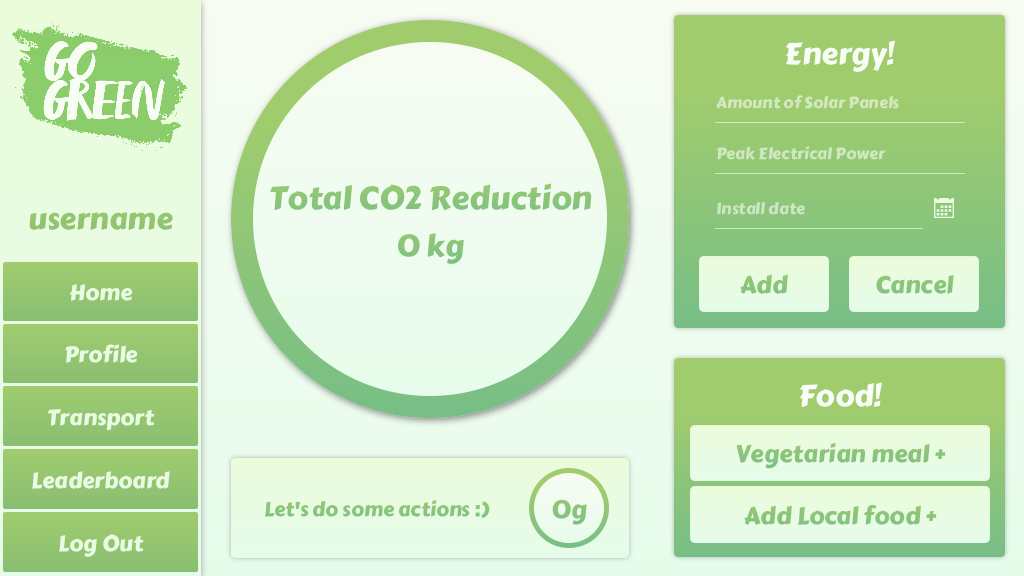 GO
GREEN
username
Home
Profile
Transport
Leaderboard
Log Out
Total CO2 Reduction
0 kg
Let's do some actions :)
0g
Energy!
Amount of Solar Panels
Peak Electrical Power
Install date
Add
Cancel
Food!
Vegetarian meal +
Add Local food +